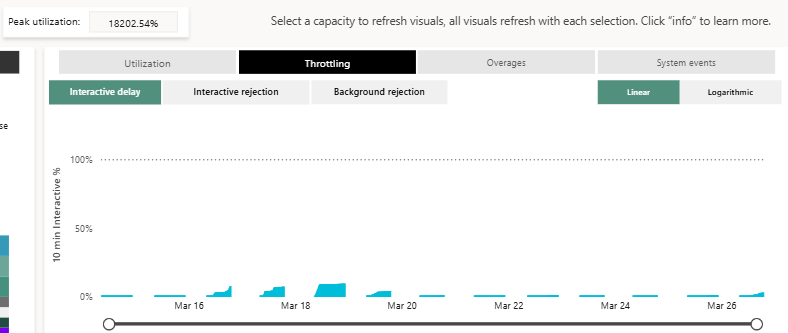 Peak utilization: 18202.54%
Select a capacity to refresh visuals, all visuals refresh with each selection. Click “info” to learn more.
Utilization Throttling Overages System events
Interactive delay Interactive rejection Background rejection Linear Logarithmic
se
10 min Interactive %
100%
50%
0%
Mar 16 Mar 18 Mar 20 Mar 22 Mar 24 Mar 26